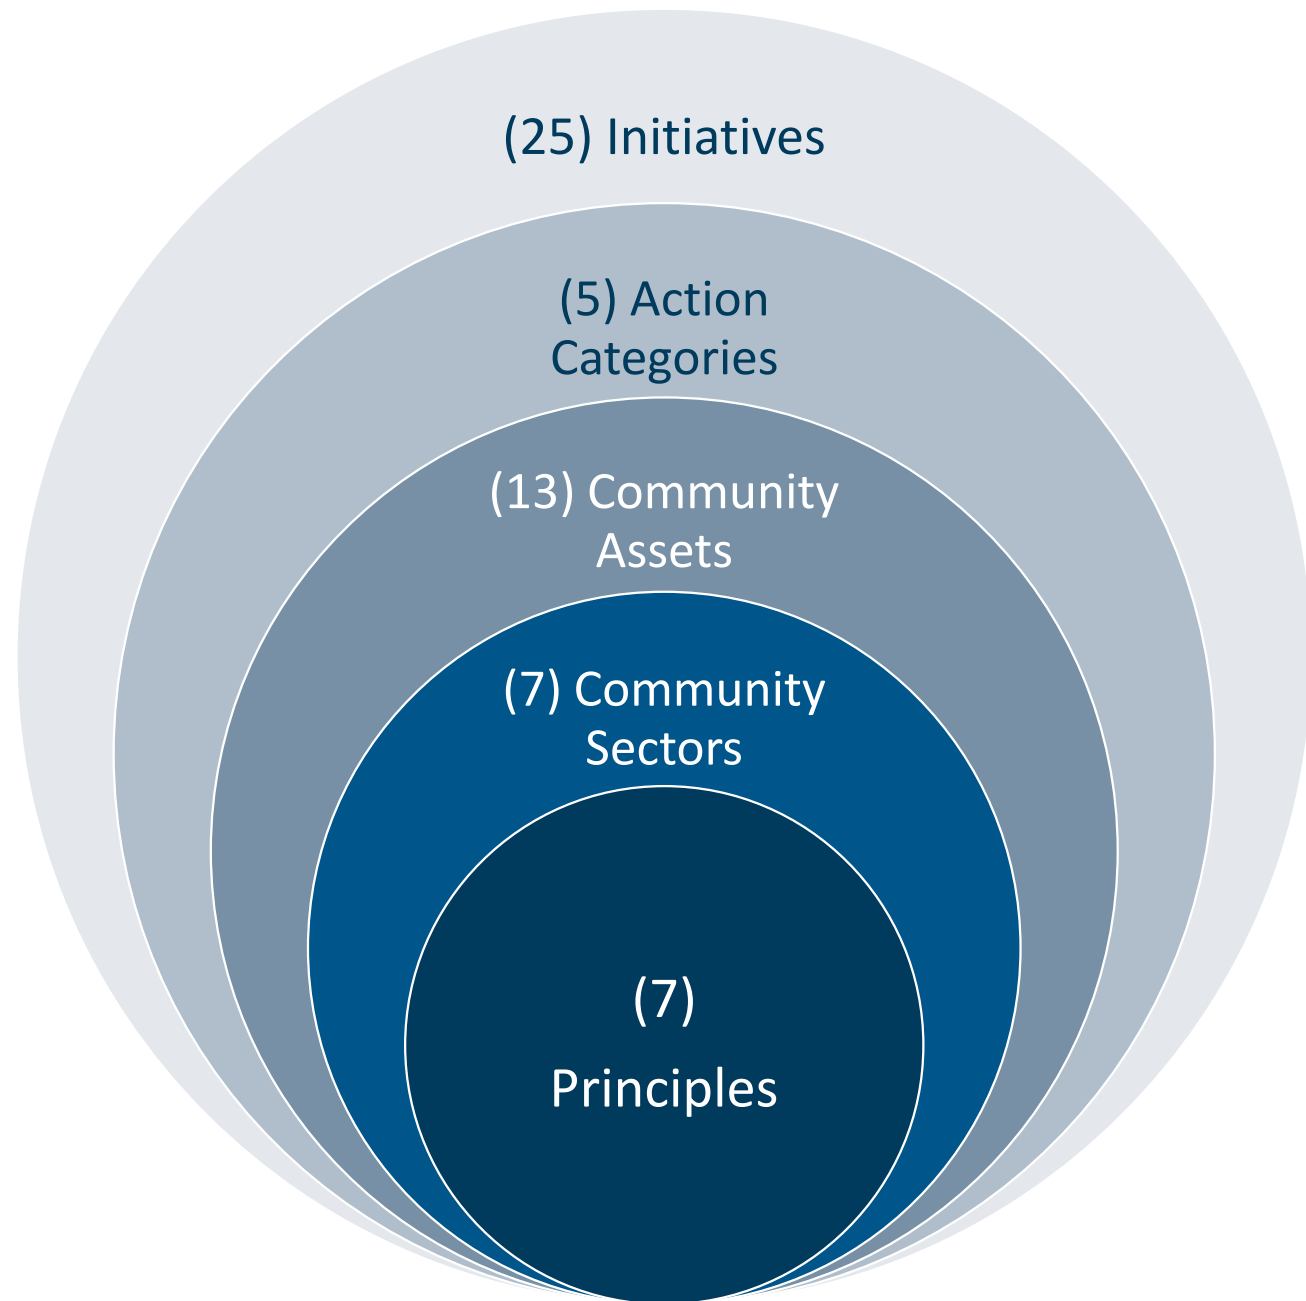 (25) Initiatives
(5) Action
Categories
(13) Community
Assets
(7) Community
Sectors
(7)
Principles